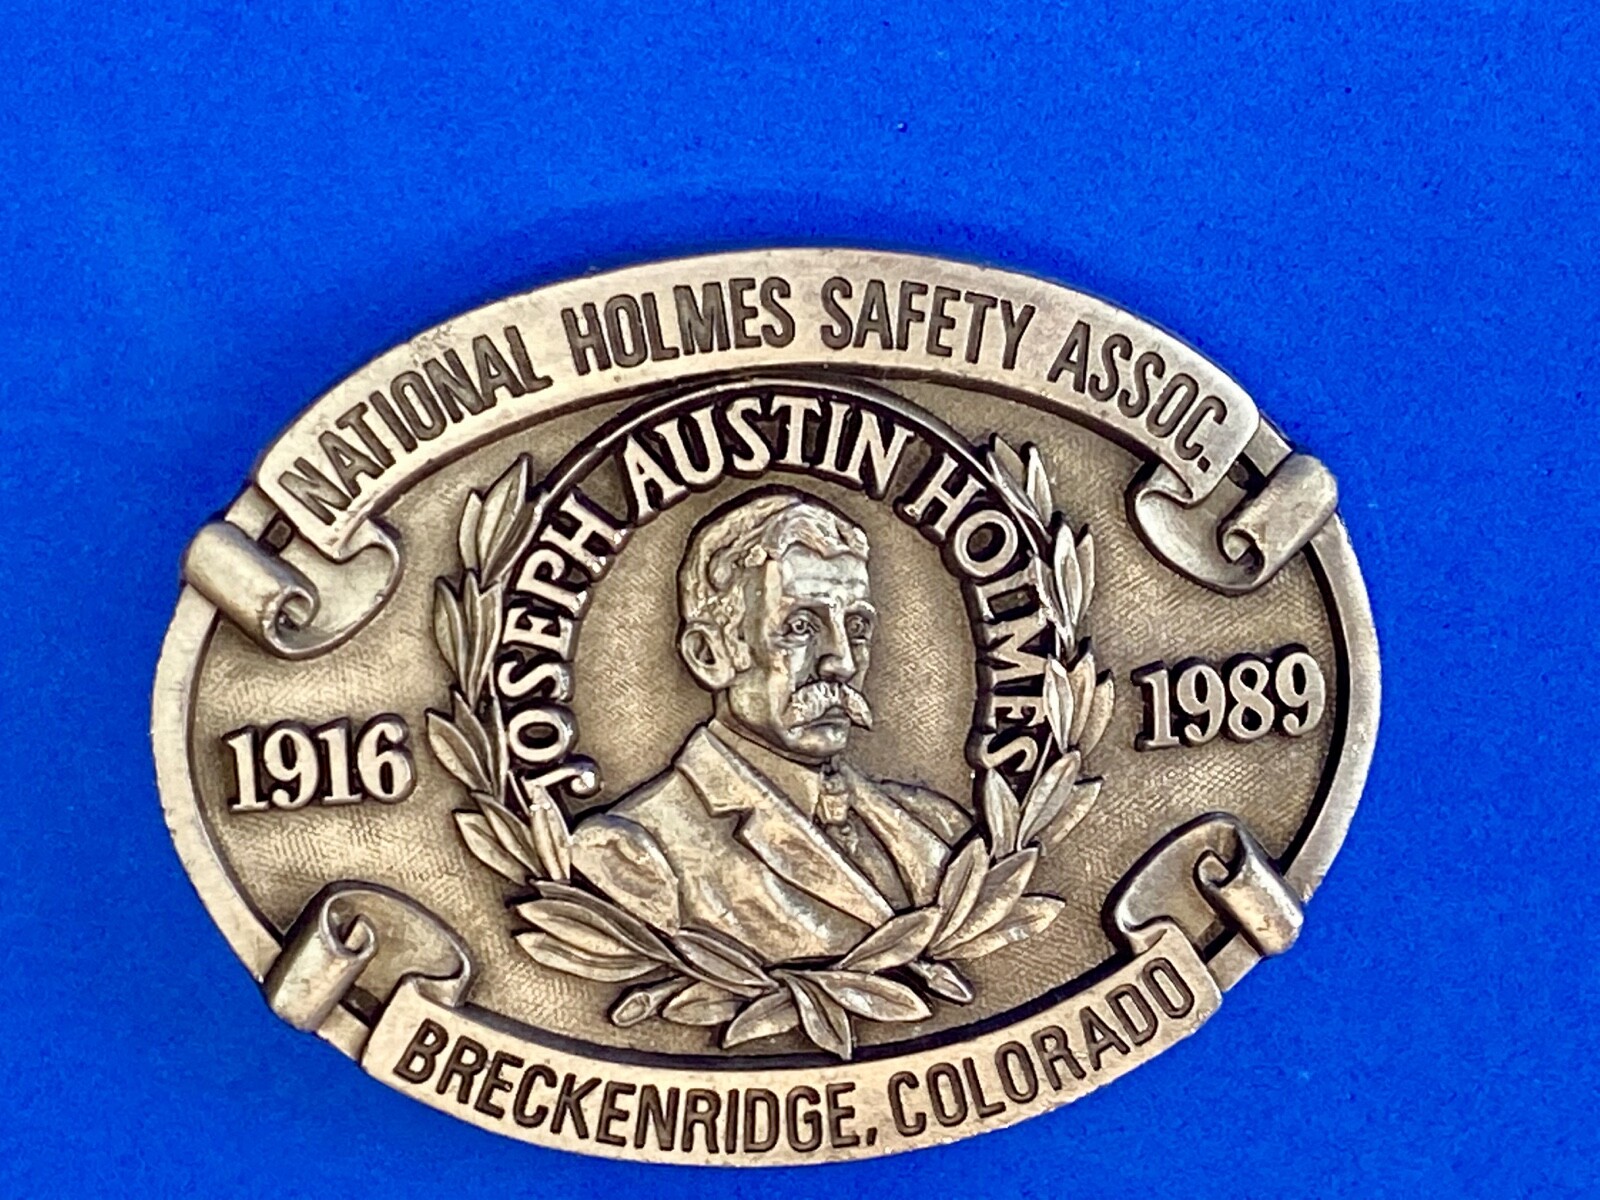 NATIONAL HOLMES SAFETY ASSOC.
JOSEPH AUSTIN HOLMES
1916
1989
BRECKENRIDGE, COLORADO